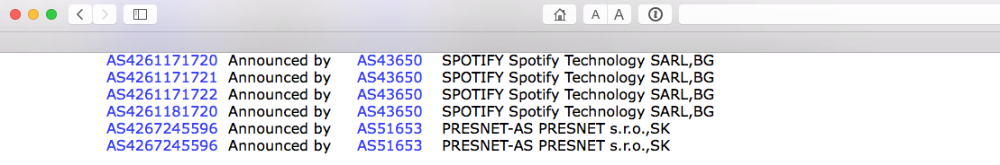 A A
AS4261171720 Announced by AS43650 SPOTIFY Spotify Technology SARL,BG
AS4261171721 Announced by AS43650 SPOTIFY Spotify Technology SARL,BG
AS4261171722 Announced by AS43650 SPOTIFY Spotify Technology SARL,BG
AS4261181720 Announced by AS43650 SPOTIFY Spotify Technology SARL,BG
AS4267245596 Announced by AS51653 PRESNET-AS PRESNET s.r.o.,SK
AS4267245596 Announced by AS51653 PRESNET-AS PRESNET s.r.o.,SK